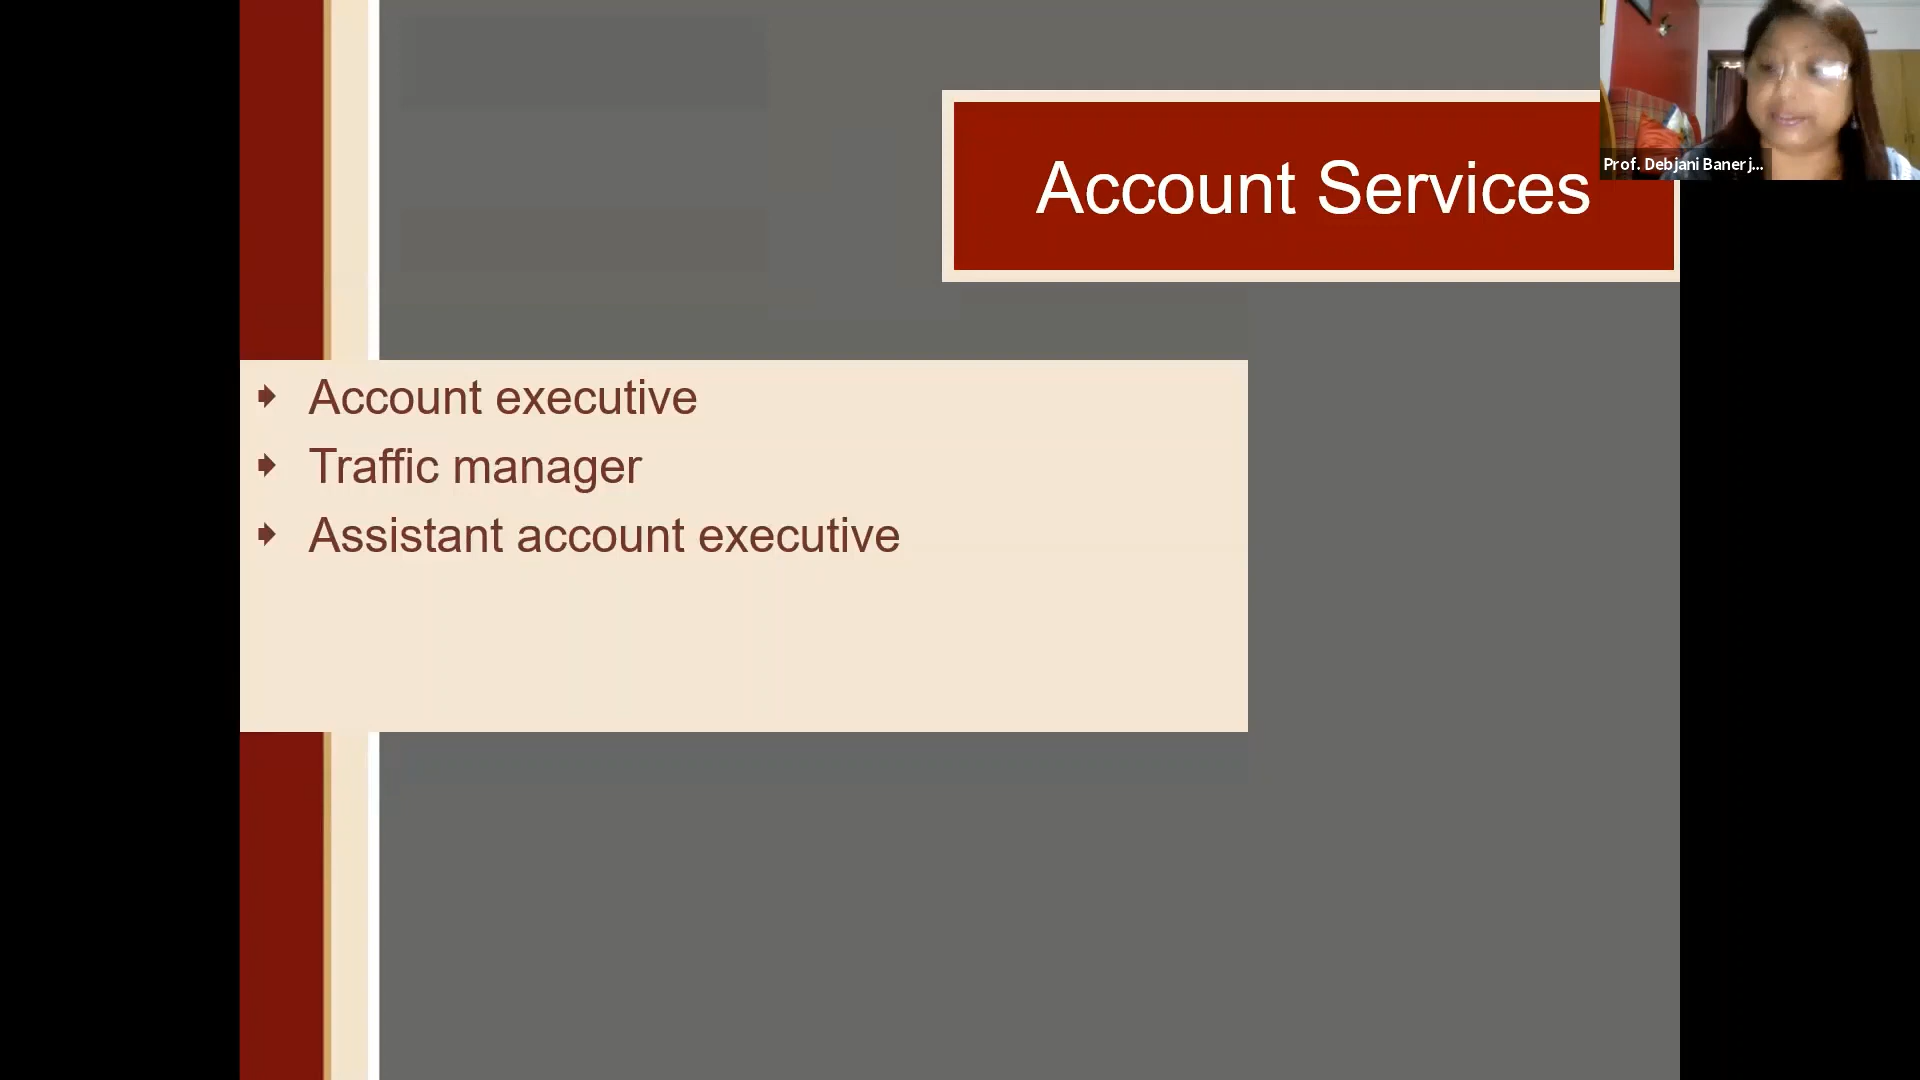 Account Services
Prof. Debjani Banerj...
Account executive
Traffic manager
Assistant account executive